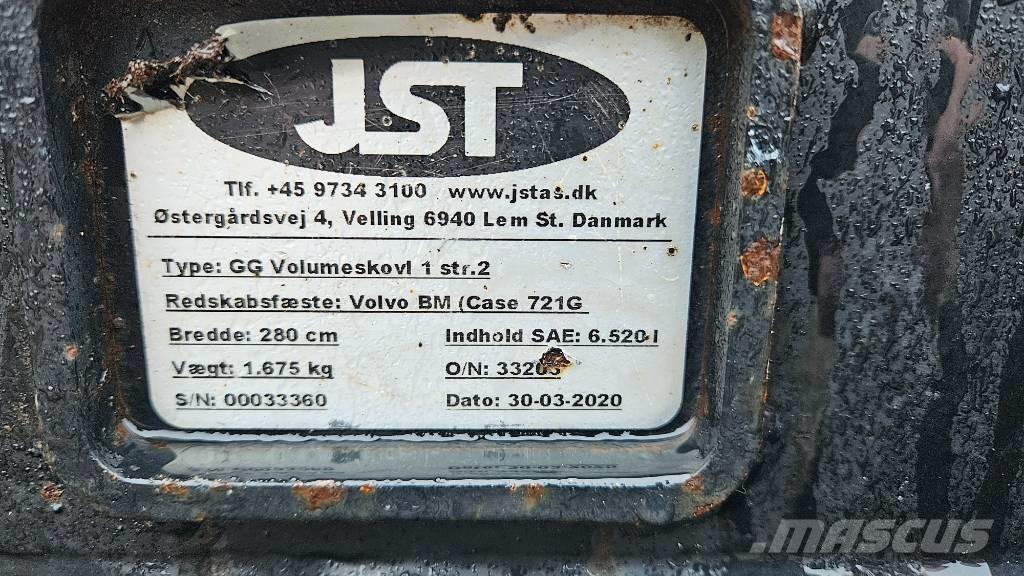 JST
Tlf. +45 9734 3100 www.jstas.dk
Østergårdsvej 4, Velling 6940 Lem St. Danmark
Type: GG Volumeskovl 1 str.2
Redskabsfæste: Volvo BM (Case 721G
Bredde: 280 cm Indhold SAE: 6.520 l
Vægt: 1.675 kg O/N:
S/N: 00033360 Dato: 30-03-2020
MASCUS